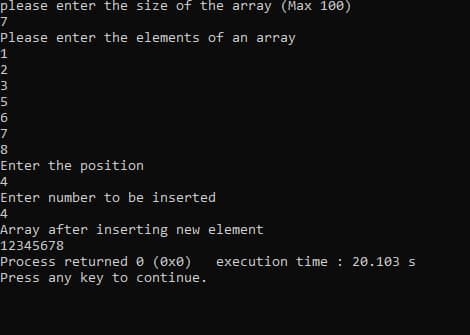 please enter the size of the array (Max 100)
7
Please enter the elements of an array
1
2
3
5
6
7
8
Enter the position
4
Enter number to be inserted
4
Array after inserting new element
12345678
Process returned 0 (0x0)   execution time : 20.103 s
Press any key to continue.